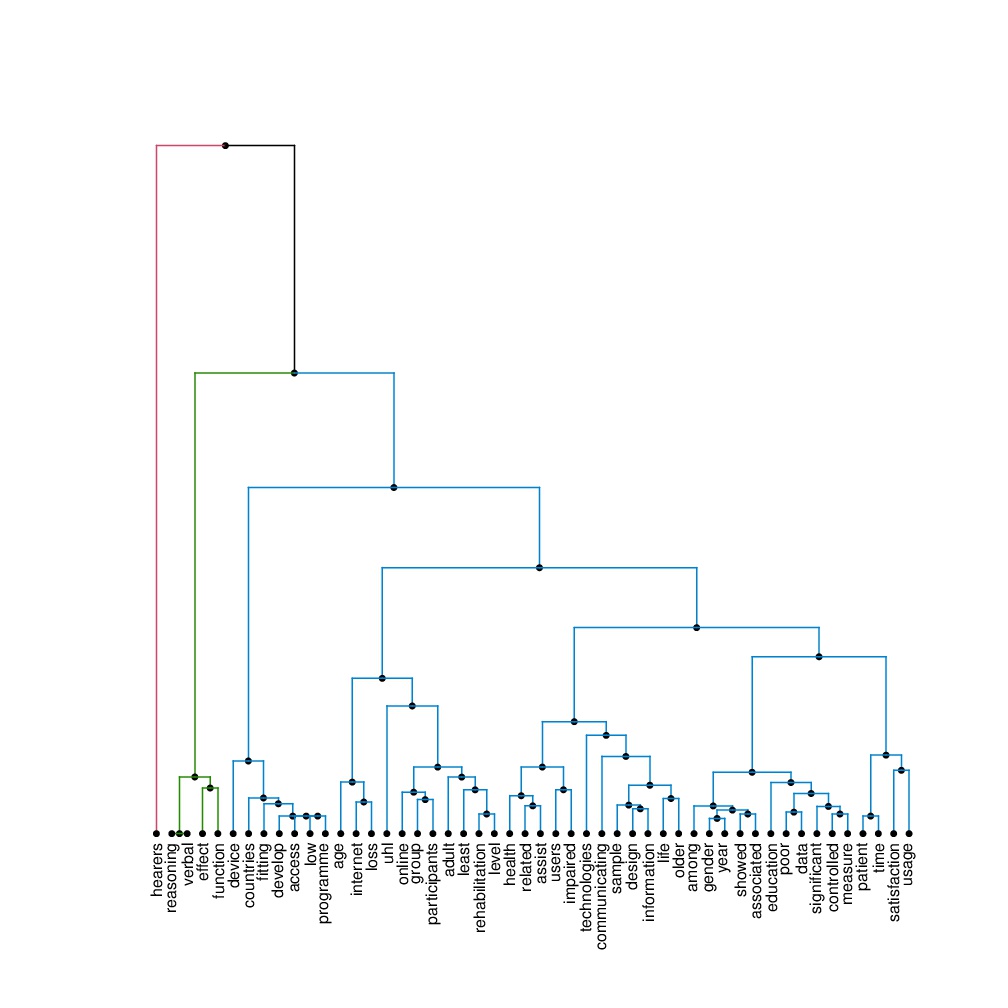 hearers
reasoning
verbal
effect
function
device
countries
fitting
develop
access
low
programme
age
internet
loss
uhl
online
group
participants
adult
least
rehabilitation
level
health
related
assist
users
impaired
technologies
communicating
sample
design
information
life
older
among
gender
year
showed
associated
education
poor
data
significant
controlled
measure
patient
time
satisfaction
usage